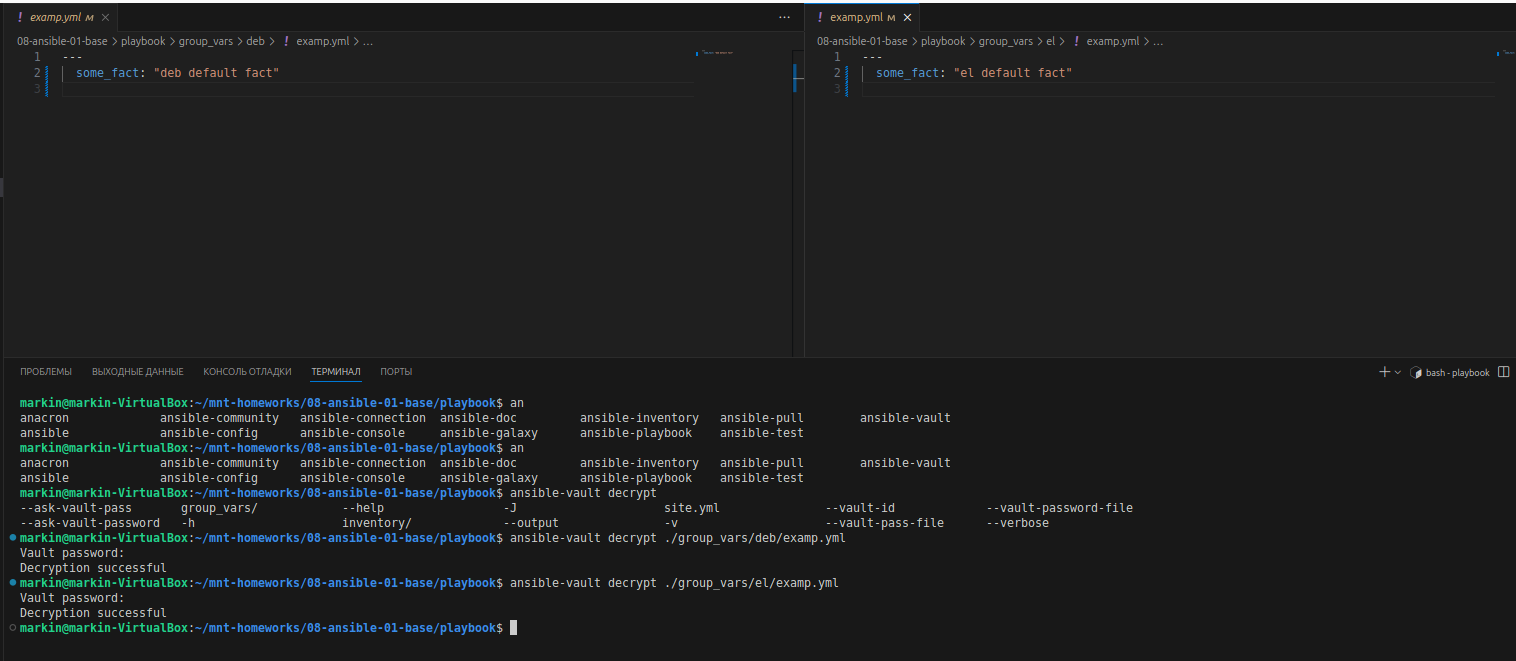 ! examp.yml M ×
08-ansible-01-base > playbook > group_vars > deb > ! examp.yml > ...
1 ---
2 some_fact: "deb default fact"
3
! examp.yml M ×
08-ansible-01-base > playbook > group_vars > el > ! examp.yml > ...
1 ---
2 some_fact: "el default fact"
3
ПРОБЛЕМЫ ВЫХОДНЫЕ ДАННЫЕ КОНСОЛЬ ОТЛАДКИ ТЕРМИНАЛ ПОРТЫ
bash - playbook
markin@markin-VirtualBox:~/mnt-homeworks/08-ansible-01-base/playbook$ an
anacron ansible-community ansible-connection ansible-doc ansible-inventory ansible-pull ansible-vault
ansible ansible-config ansible-console ansible-galaxy ansible-playbook ansible-test
markin@markin-VirtualBox:~/mnt-homeworks/08-ansible-01-base/playbook$ an
anacron ansible-community ansible-connection ansible-doc ansible-inventory ansible-pull ansible-vault
ansible ansible-config ansible-console ansible-galaxy ansible-playbook ansible-test
markin@markin-VirtualBox:~/mnt-homeworks/08-ansible-01-base/playbook$ ansible-vault decrypt
--ask-vault-pass group_vars/ --help -J site.yml --vault-id --vault-password-file
--ask-vault-password -h inventory/ --output -v --vault-pass-file --verbose
markin@markin-VirtualBox:~/mnt-homeworks/08-ansible-01-base/playbook$ ansible-vault decrypt ./group_vars/deb/examp.yml
Vault password:
Decryption successful
markin@markin-VirtualBox:~/mnt-homeworks/08-ansible-01-base/playbook$ ansible-vault decrypt ./group_vars/el/examp.yml
Vault password:
Decryption successful
markin@markin-VirtualBox:~/mnt-homeworks/08-ansible-01-base/playbook$